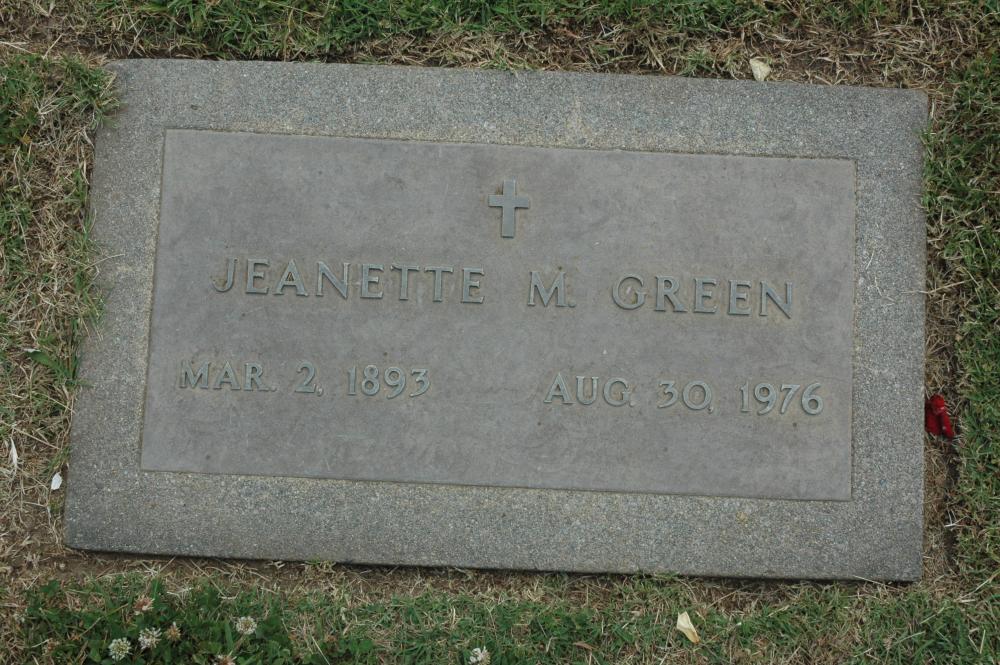 JEANETTE M. GREEN
MAR. 2, 1893 AUG. 30, 1976